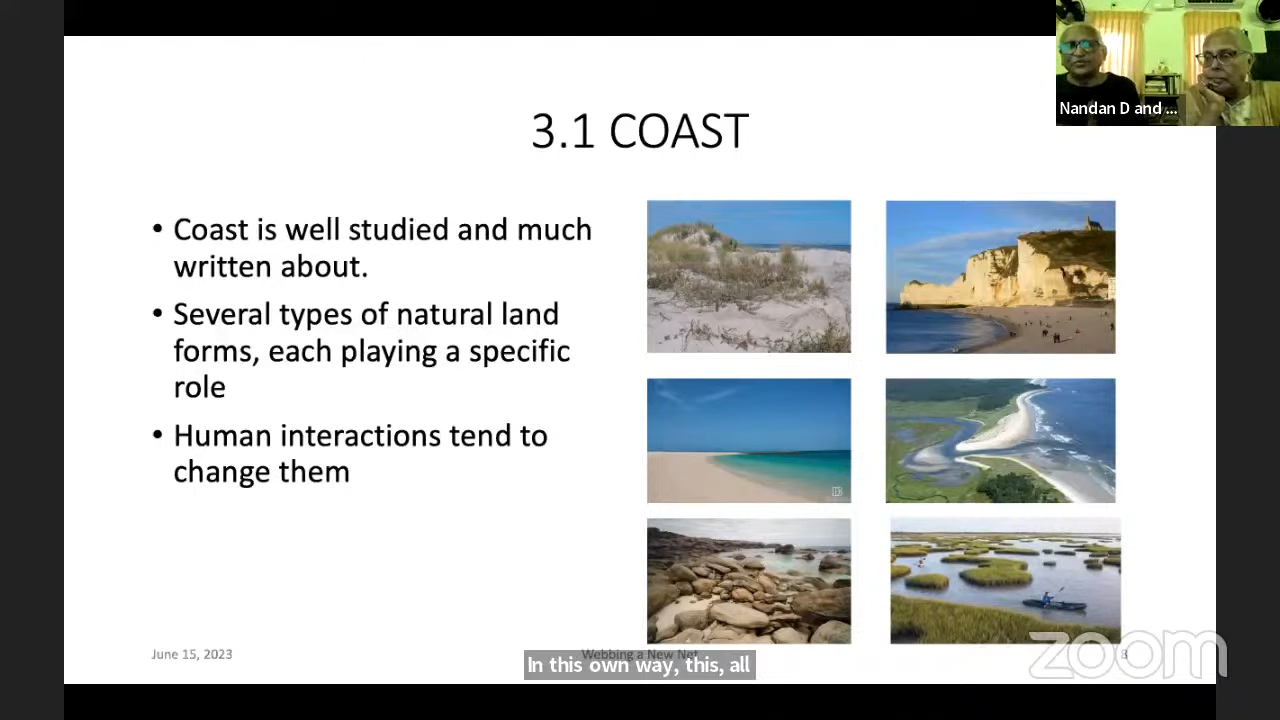 Nandan D and ...
3.1 COAST
• Coast is well studied and much
written about.
• Several types of natural land
forms, each playing a specific
role
• Human interactions tend to
change them
June 15, 2023
Webbing a New Net
8
In this own way, this, all
zoom